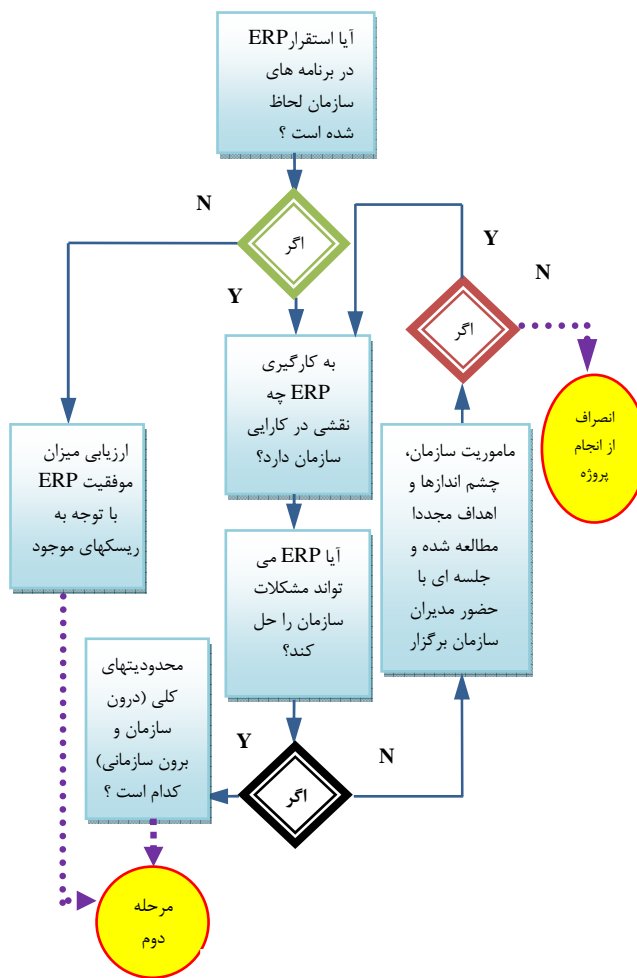 آیا استقرارERP
در برنامه های
سازمان لحاظ
شده است ؟
N
اگر
Y
Y
اگر
N
به کارگیری
ERP چه
نقشی در کارایی
سازمان دارد؟
انصراف
از انجام
پروژه
ماموریت سازمان،
چشم اندازها و
اهداف مجددا
مطالعه شده و
جلسه ای با
حضور مدیران
سازمان برگزار
ارزیابی میزان
موفقیت ERP
با توجه به
ریسکهای موجود
آیا ERP می
تواند مشکلات
سازمان را حل
کند؟
محدودیتهای
کلی (درون
سازمان و
برون سازمانی)
کدام است ؟
Y
اگر
N
مرحله
دوم